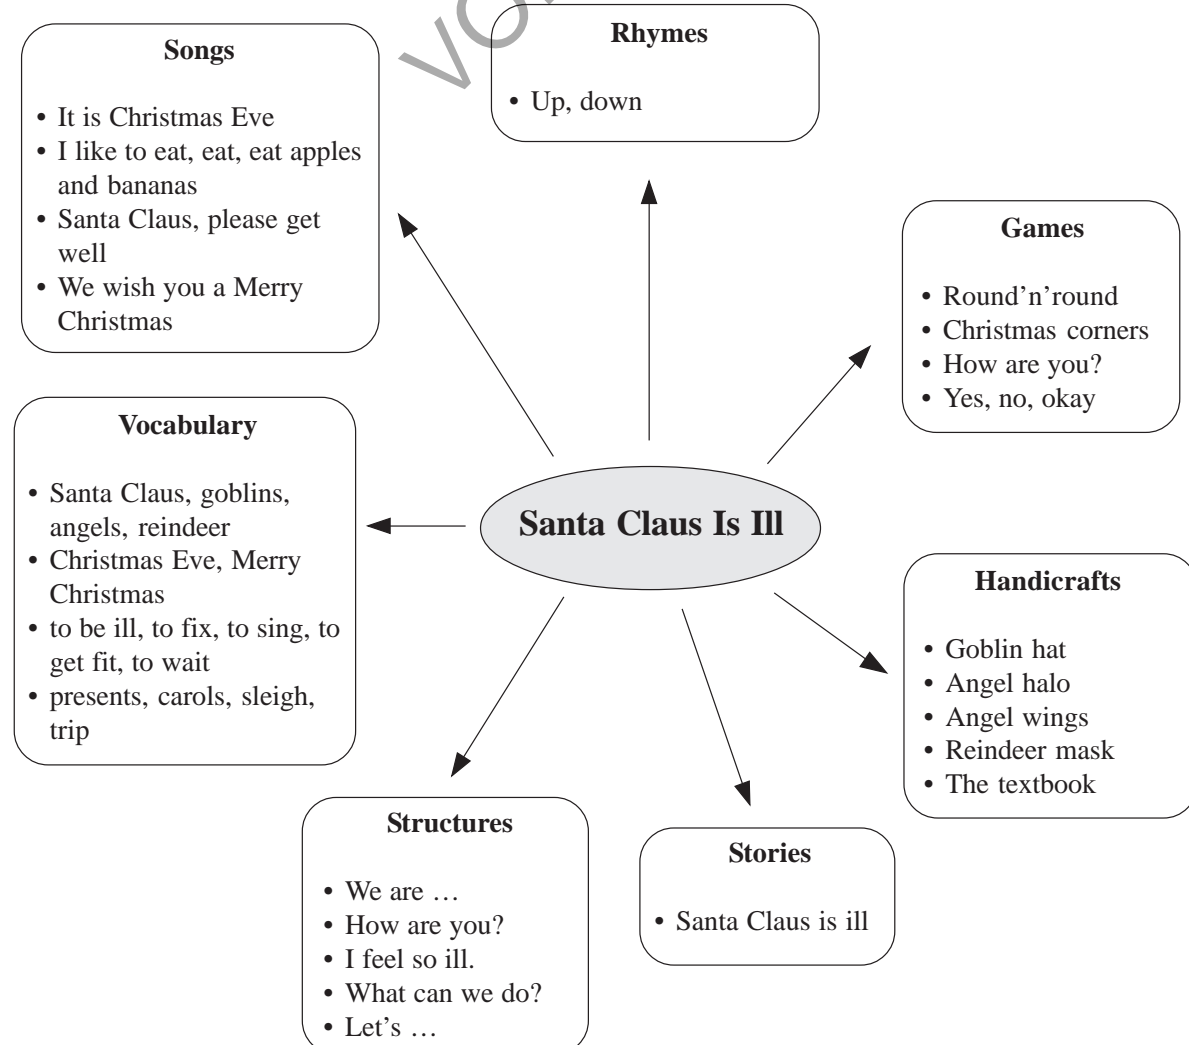 Songs
• It is Christmas Eve
• I like to eat, eat, eat apples
and bananas
• Santa Claus, please get
well
• We wish you a Merry
Christmas
Rhymes
• Up, down
Games
• Round’n’round
• Christmas corners
• How are you?
• Yes, no, okay
Vocabulary
• Santa Claus, goblins,
angels, reindeer
• Christmas Eve, Merry
Christmas
• to be ill, to fix, to sing, to
get fit, to wait
• presents, carols, sleigh,
trip
Santa Claus Is Ill
Handicrafts
• Goblin hat
• Angel halo
• Angel wings
• Reindeer mask
• The textbook
Structures
• We are …
• How are you?
• I feel so ill.
• What can we do?
• Let’s …
Stories
• Santa Claus is ill